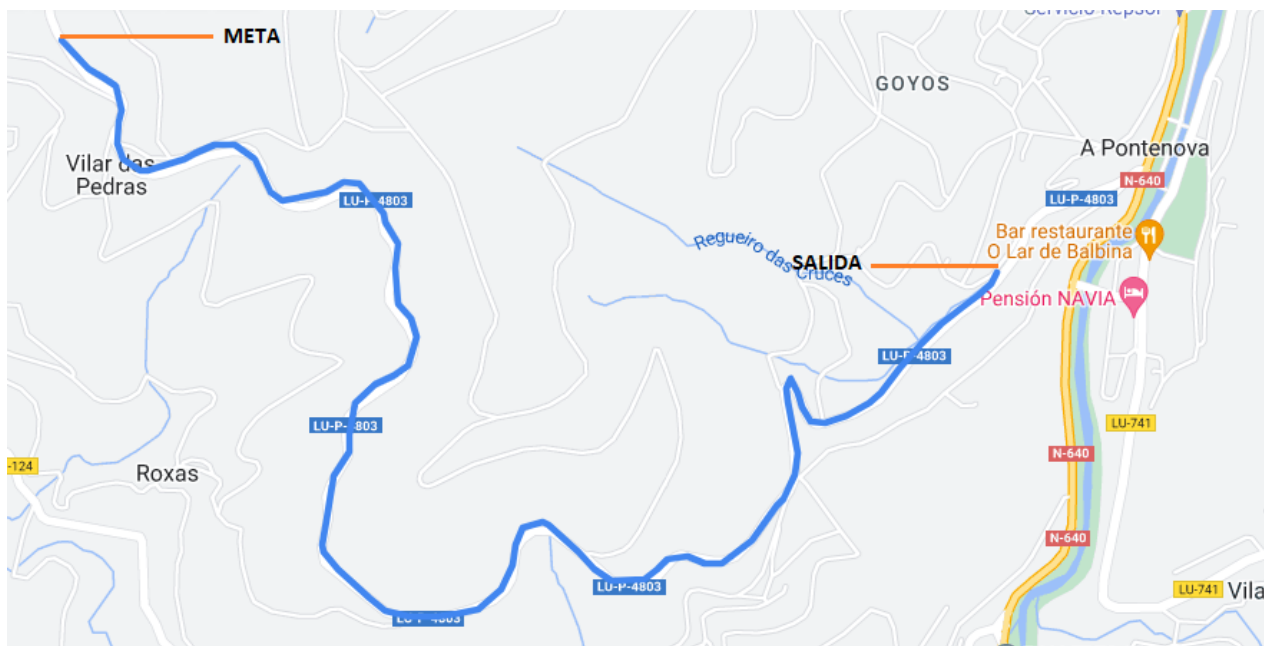 Servicio Repsol
META
GOYOS
A Pontenova
Vilar das
Pedras
N-640
LU-P-4803
LU-P-4803
Bar restaurante
O Lar de Balbina
Regueiro das Cruces
SALIDA
Pensión NAVIA
LU-P-4803
LU-P-4803
LU-741
N-640
-124
Roxas
N-640
LU-P-4803
LU-741
Vila
LU-P-4803